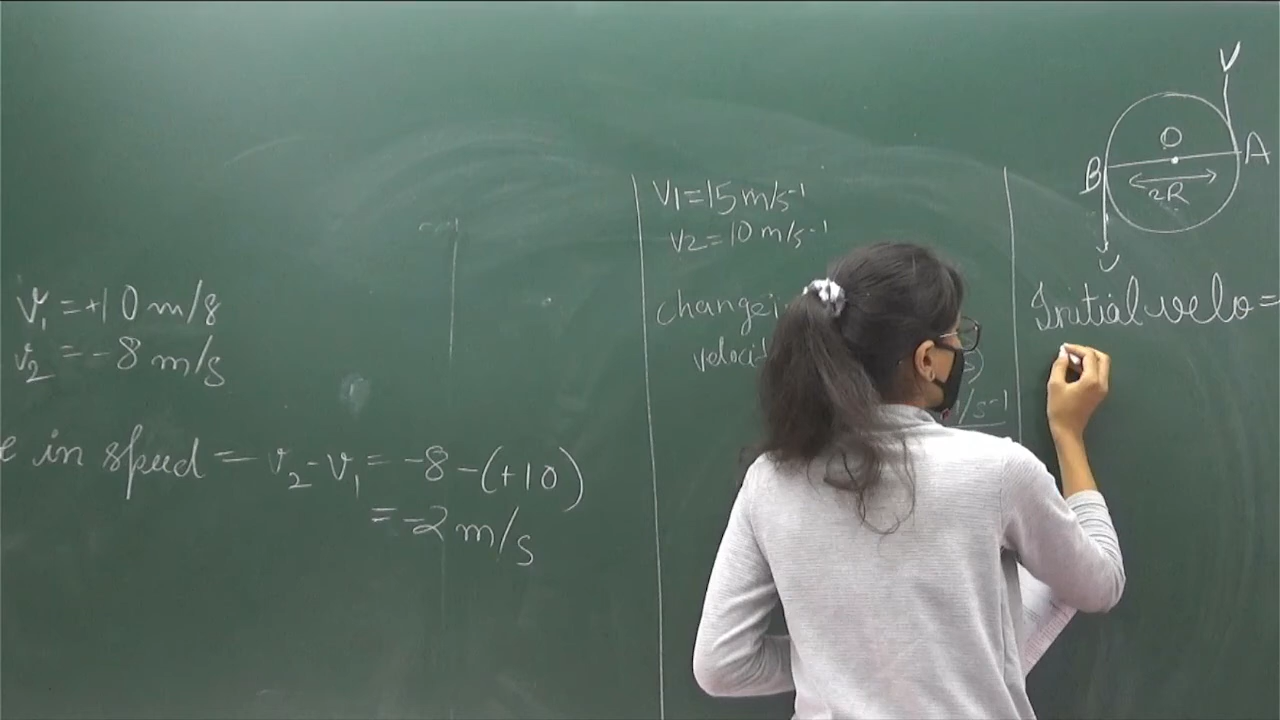 v₁ = +10 m/8
v₂ = -8 m/s
e in speed = v₂ - v₁ = -8 - (+10)
= -2 m/s
V1 = 15 m/s⁻¹
V2 = 10 m/s⁻¹
change i
veloci
s)
/s⁻¹
V
O
B A
2R
Initial velo =